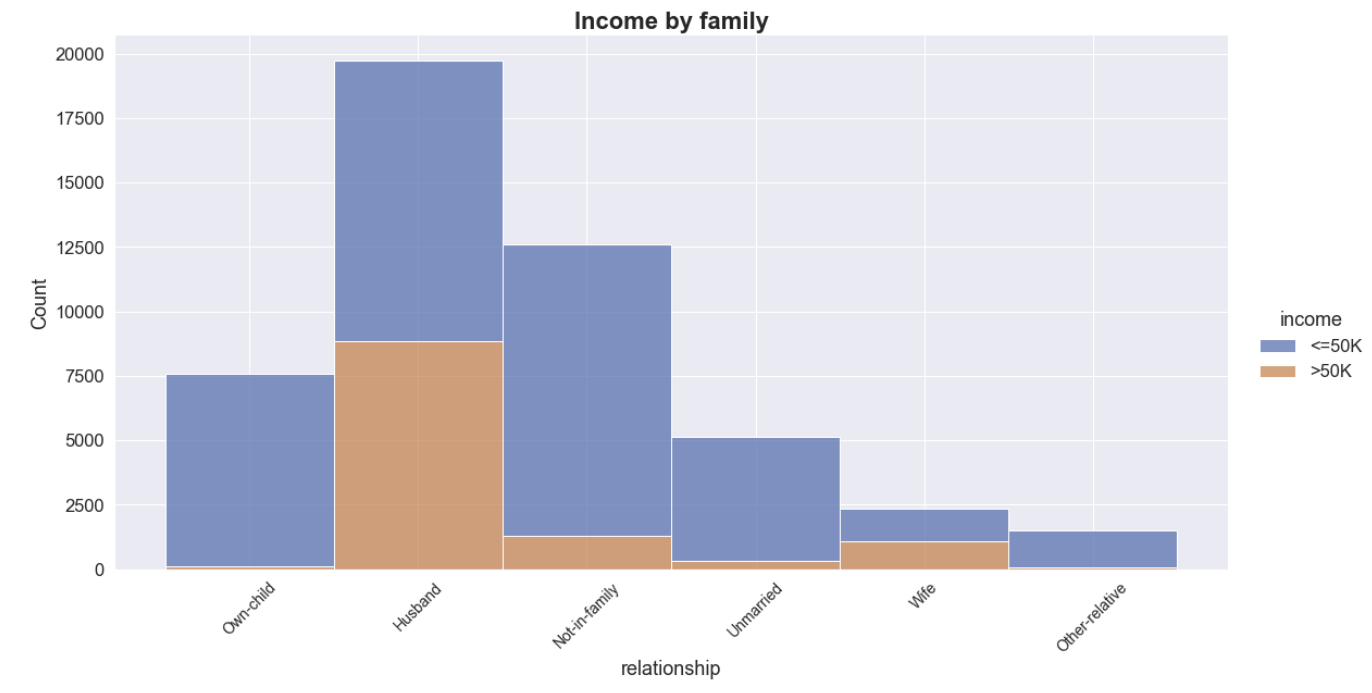 Income by family
20000
17500
15000
12500
10000
7500
5000
2500
0
Count
Own-child
Husband
Not-in-family
Unmarried
Wife
Other-relative
relationship
income
<=50K
>50K